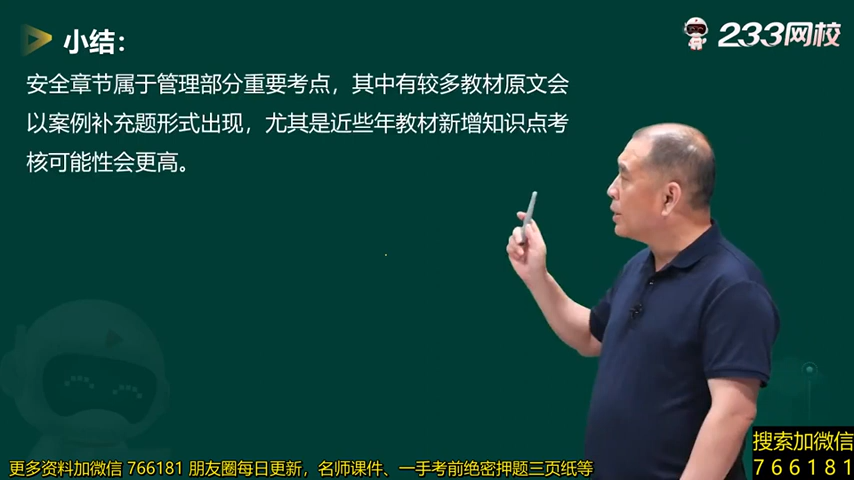 小结：
233网校
安全章节属于管理部分重要考点，其中有较多教材原文会
以案例补充题形式出现，尤其是近些年教材新增知识点考
核可能性会更高。
搜索加微信
766181
更多资料加微信 766181 朋友圈每日更新，名师课件、一手考前绝密押题三页纸等